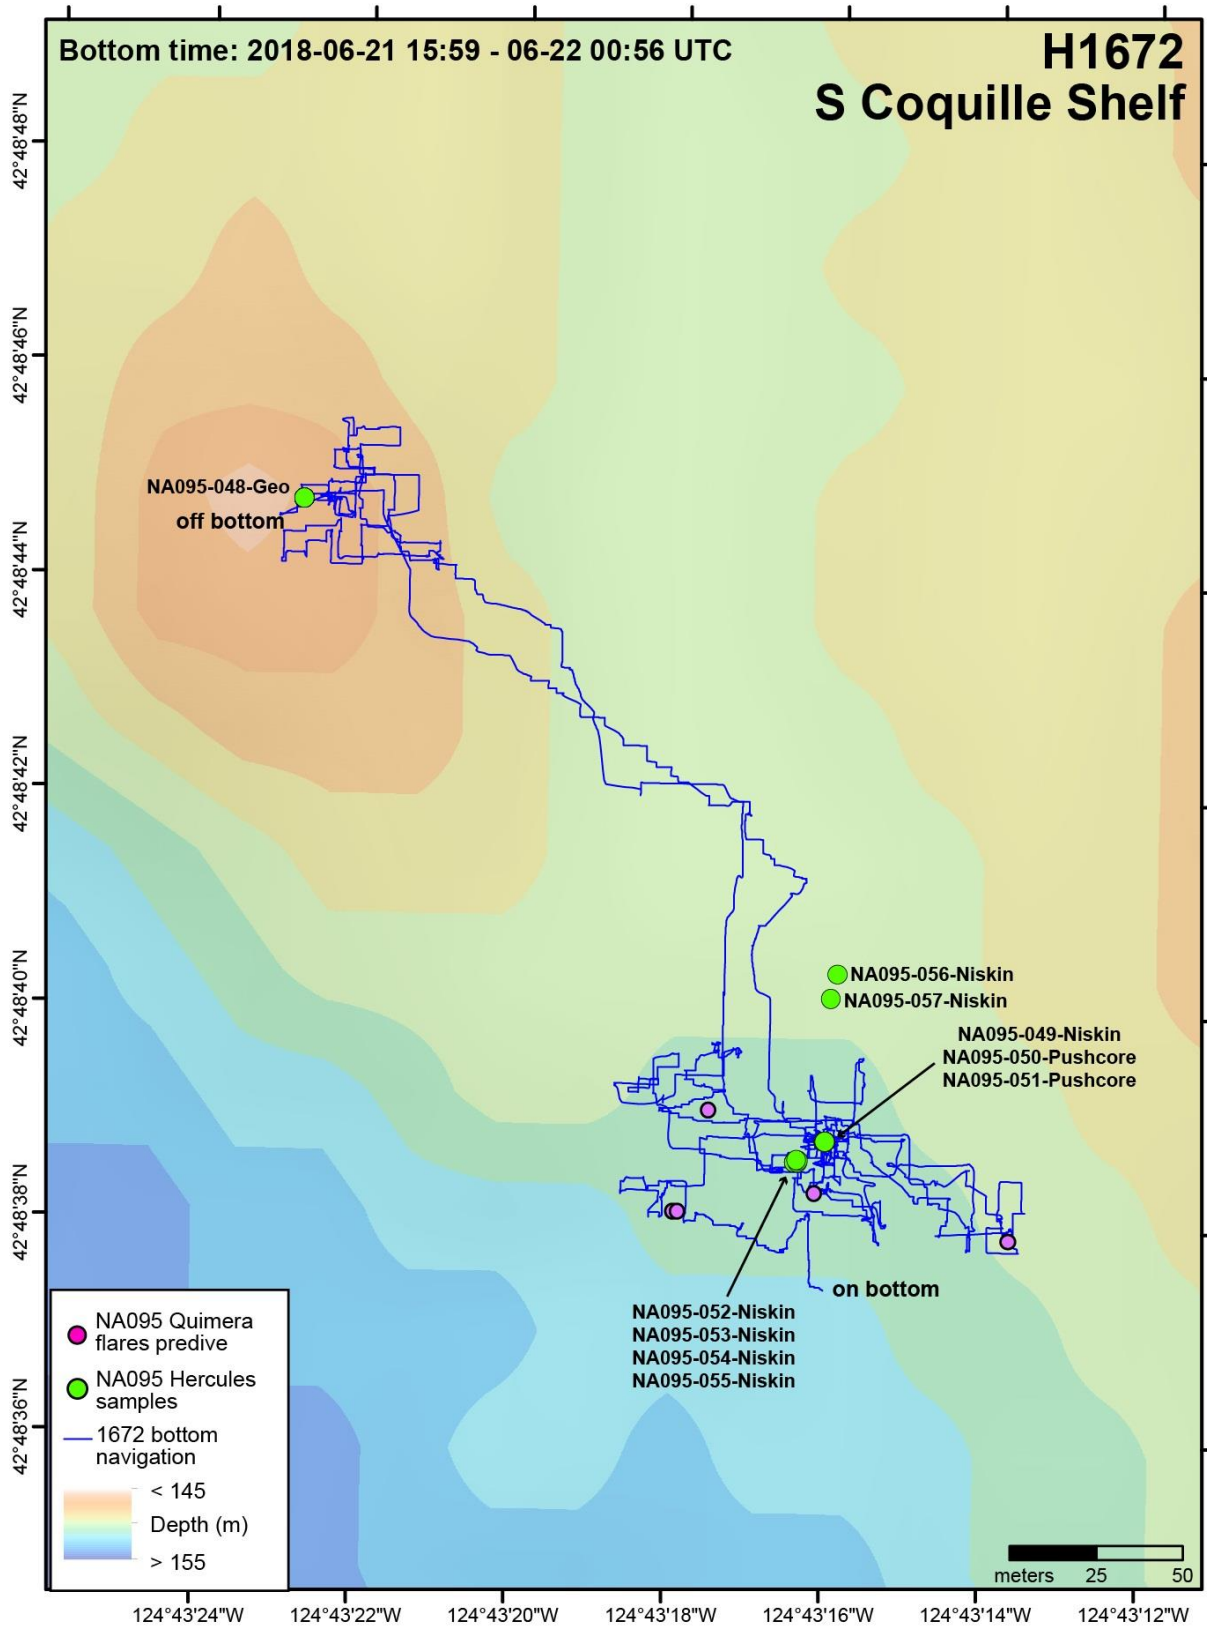 Bottom time: 2018-06-21 15:59 - 06-22 00:56 UTC
H1672
S Coquille Shelf
42°48'48"N
42°48'46"N
42°48'44"N
42°48'42"N
42°48'40"N
42°48'38"N
42°48'36"N
NA095-048-Geo
off bottom
NA095-056-Niskin
NA095-057-Niskin
NA095-049-Niskin
NA095-050-Pushcore
NA095-051-Pushcore
on bottom
NA095-052-Niskin
NA095-053-Niskin
NA095-054-Niskin
NA095-055-Niskin
NA095 Quimera
flares predive
NA095 Hercules
samples
1672 bottom
navigation
< 145
Depth (m)
> 155
meters 25 50
124°43'24"W 124°43'22"W 124°43'20"W 124°43'18"W 124°43'16"W 124°43'14"W 124°43'12"W